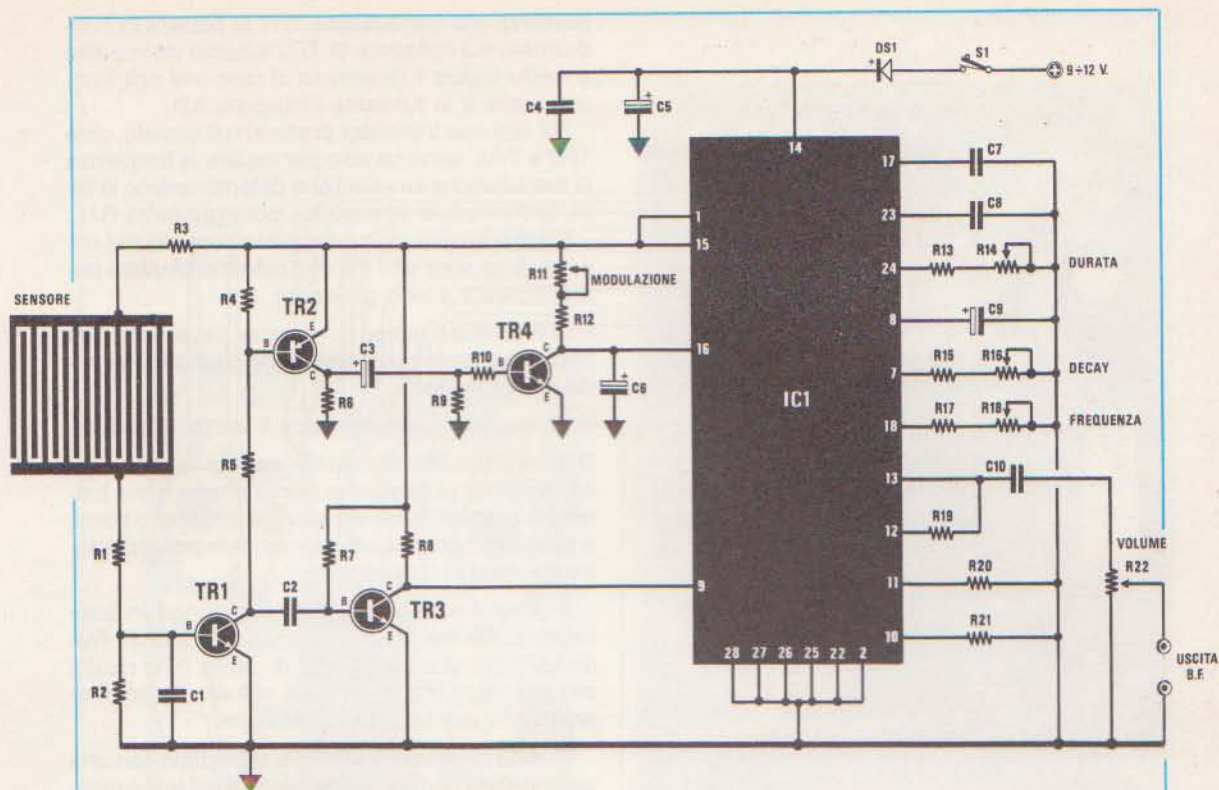 DS1
S1
9÷12 V.
C4
C5
14
17
C7
23
C8
1
15
24
R13
R14
DURATA
R3
R11
MODULAZIONE
SENSORE
R4
TR2
TR4
R12
8
C9
B
E
C
C3
R10
B
C
E
16
7
R15
R16
DECAY
R6
R9
C6
IC1
18
R17
R18
FREQUENZA
R5
13
C10
R19
12
VOLUME
R1
R7
R8
R22
TR1
C2
TR3
9
11
R20
B
C
E
B
C
E
10
R21
R2
C1
28
27
26
25
22
2
USCITA
B.F.